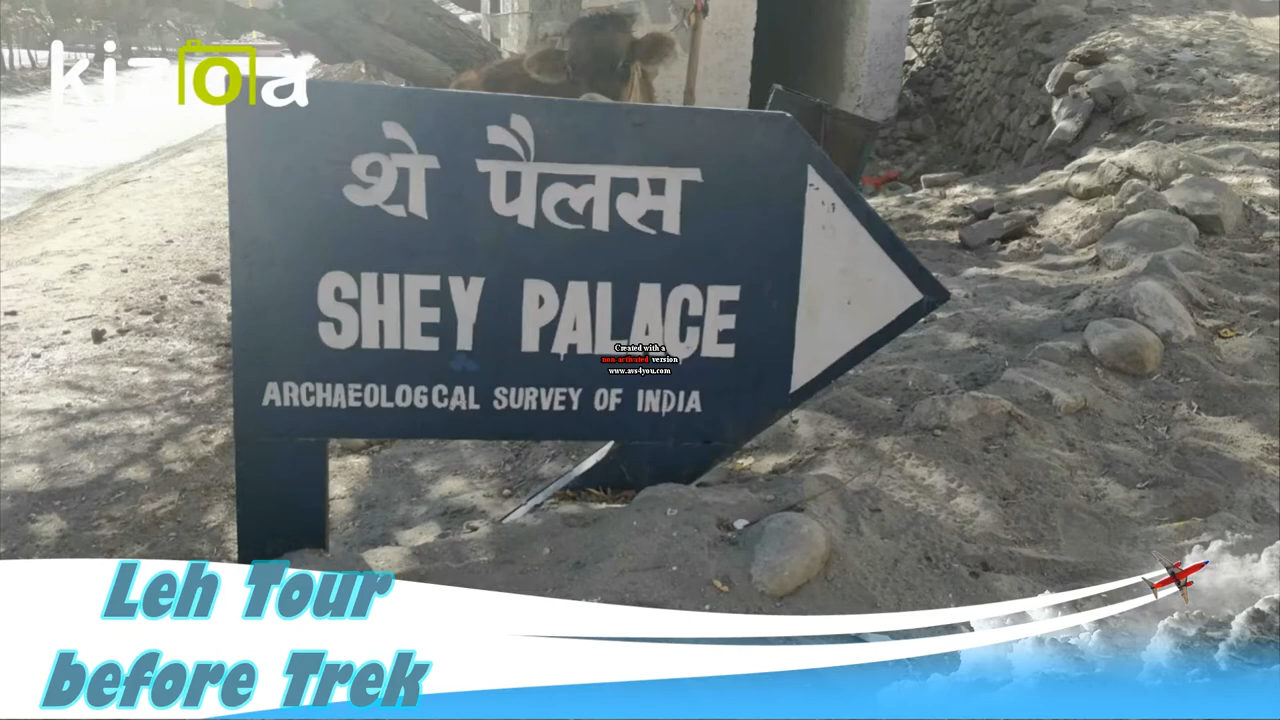 kizoa
शे पैलस
SHEY PALACE
Created with a
non-activated version
www.avs4you.com
ARCHAEOLOGCAL SURVEY OF INDIA
Leh Tour
before Trek